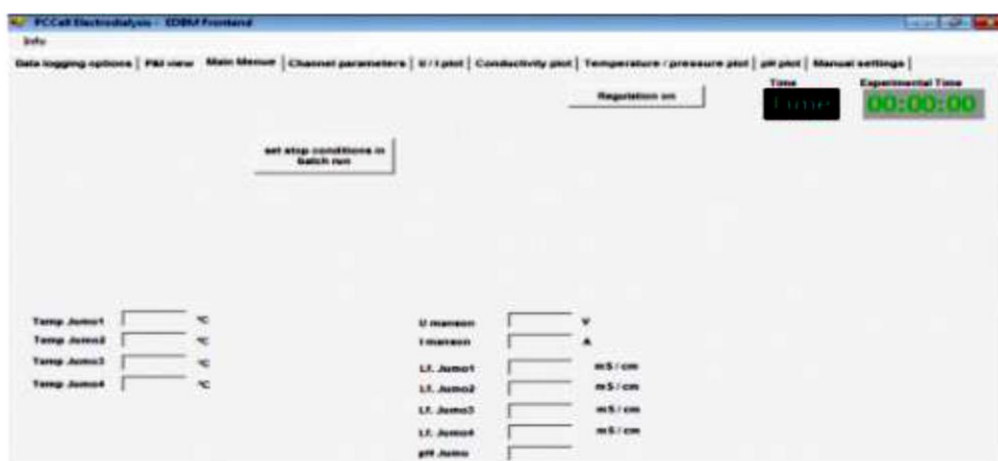 PCCell Electrodialysis - EDBM Frontend
Info
Data logging options | P&I view | Main Menue | Channel parameters | U / I plot | Conductivity plot | Temperature / pressure plot | pH plot | Manual settings
Time Experimental Time
Regulation on Time 00:00:00
set stop conditions in
batch run
Temp Jumo1 °C
Temp Jumo2 °C
Temp Jumo3 °C
Temp Jumo4 °C
U manson V
I manson A
Lf. Jumo1 mS / cm
Lf. Jumo2 mS / cm
Lf. Jumo3 mS / cm
Lf. Jumo4 mS / cm
pH Jumo